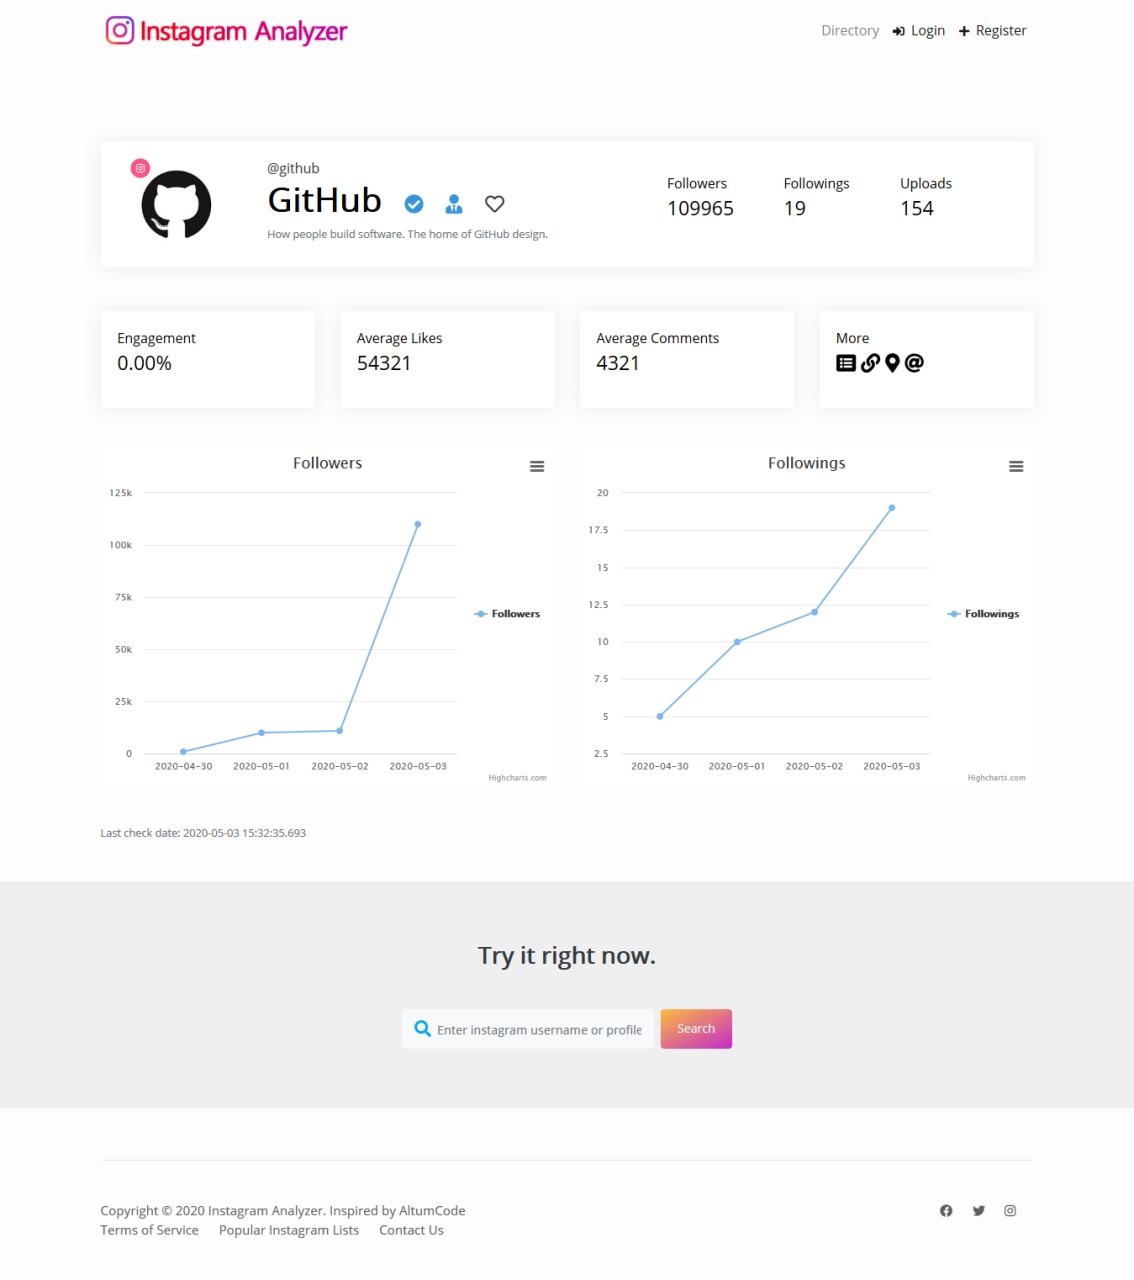 Instagram Analyzer
Directory Login Register
@github
GitHub
How people build software. The home of GitHub design.
Followers Followings Uploads
109965 19 154
Engagement
0.00%
Average Likes
54321
Average Comments
4321
More
Followers
125k
100k
75k
50k
25k
0
2020-04-30 2020-05-01 2020-05-02 2020-05-03
Followers
Highcharts.com
Followings
20
17.5
15
12.5
10
7.5
5
2.5
2020-04-30 2020-05-01 2020-05-02 2020-05-03
Followings
Highcharts.com
Last check date: 2020-05-03 15:32:35.693
Try it right now.
Enter instagram username or profile
Search
Copyright © 2020 Instagram Analyzer. Inspired by AltumCode
Terms of Service Popular Instagram Lists Contact Us